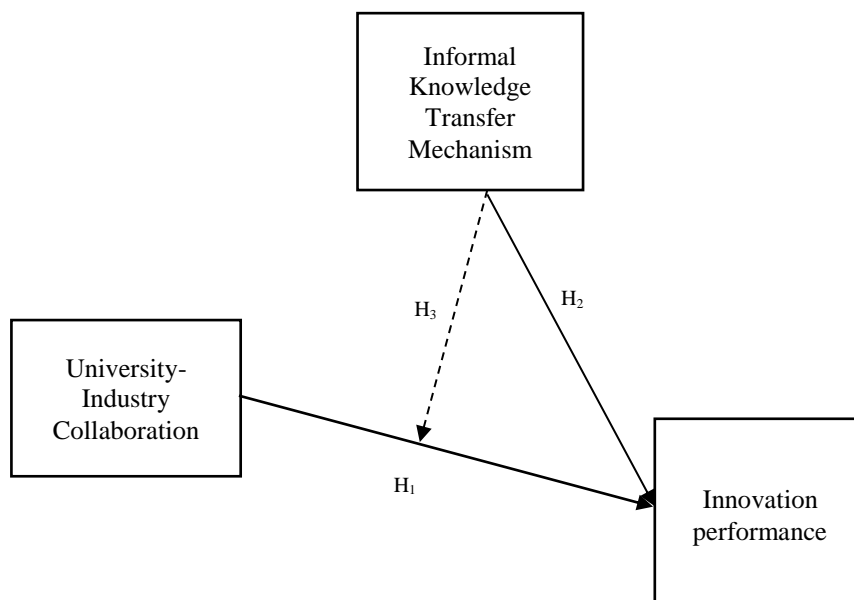 Informal
Knowledge
Transfer
Mechanism
H₃
H₂
University-
Industry
Collaboration
H₁
Innovation
performance